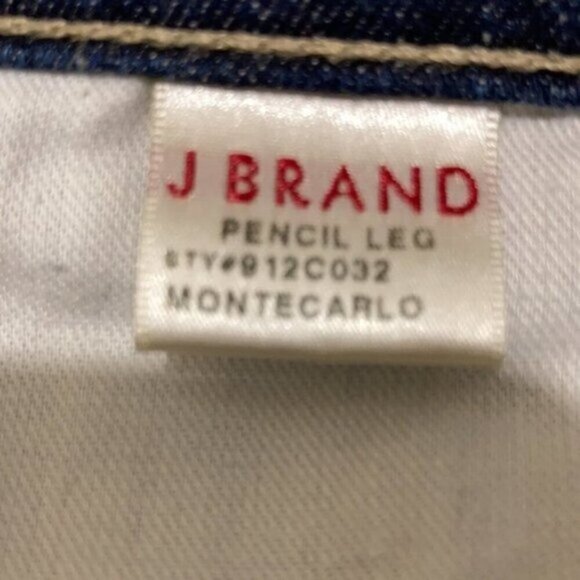 J BRAND
PENCIL LEG
STY#912C032
MONTECARLO